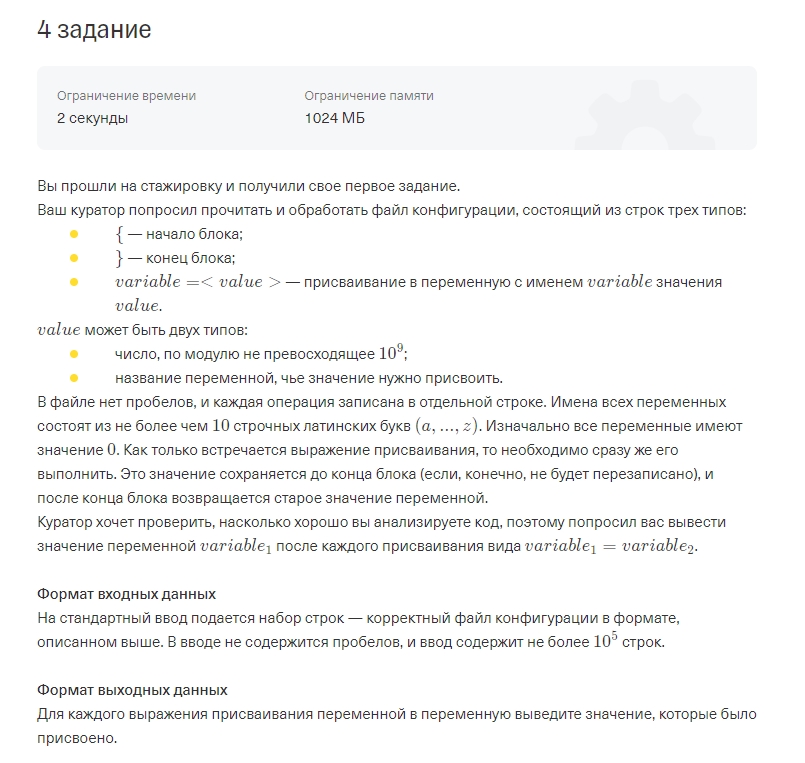 4 задание
Ограничение времени
Ограничение памяти
2 секунды
1024 МБ
Вы прошли на стажировку и получили свое первое задание.
Ваш куратор попросил прочитать и обработать файл конфигурации, состоящий из строк трех типов:
{ — начало блока;
} — конец блока;
variable =< value > — присваивание в переменную с именем variable значения
value.
value может быть двух типов:
число, по модулю не превосходящее 10⁹;
название переменной, чье значение нужно присвоить.
В файле нет пробелов, и каждая операция записана в отдельной строке. Имена всех переменных
состоят из не более чем 10 строчных латинских букв (a, ..., z). Изначально все переменные имеют
значение 0. Как только встречается выражение присваивания, то необходимо сразу же его
выполнить. Это значение сохраняется до конца блока (если, конечно, не будет перезаписано), и
после конца блока возвращается старое значение переменной.
Куратор хочет проверить, насколько хорошо вы анализируете код, поэтому попросил вас вывести
значение переменной variable₁ после каждого присваивания вида variable₁ = variable₂.
Формат входных данных
На стандартный ввод подается набор строк — корректный файл конфигурации в формате,
описанном выше. В вводе не содержится пробелов, и ввод содержит не более 10⁵ строк.
Формат выходных данных
Для каждого выражения присваивания переменной в переменную выведите значение, которые было
присвоено.